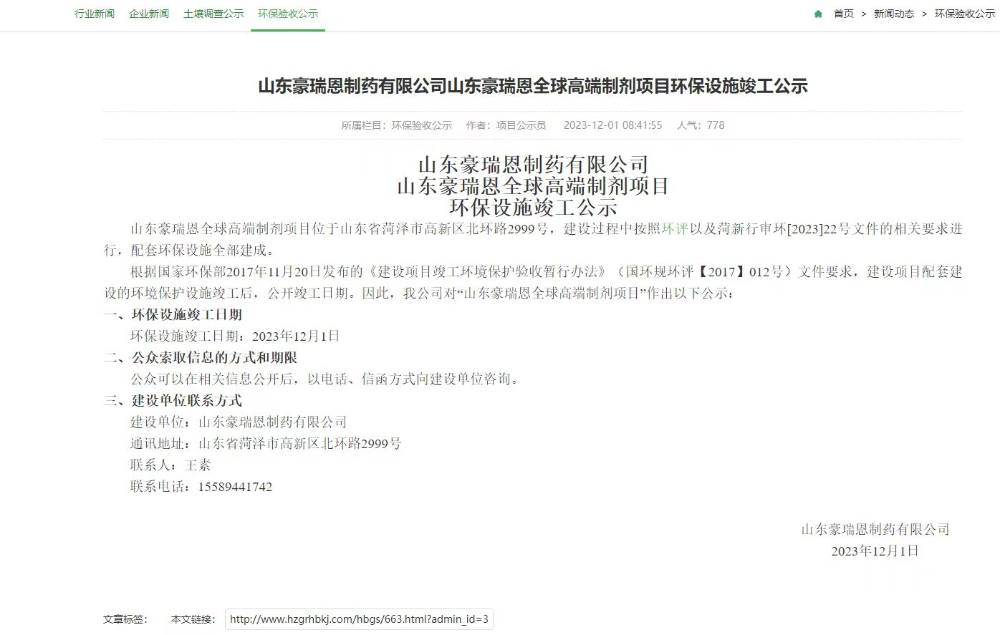 行业新闻 企业新闻 土壤调查公示 环保验收公示 首页 > 新闻动态 > 环保验收公示
山东豪瑞恩制药有限公司山东豪瑞恩全球高端制剂项目环保设施竣工公示
所属栏目：环保验收公示 作者：项目公示员 2023-12-01 08:41:55 人气：778
山东豪瑞恩制药有限公司
山东豪瑞恩全球高端制剂项目
环保设施竣工公示
山东豪瑞恩全球高端制剂项目位于山东省菏泽市高新区北环路2999号，建设过程中按照环评以及菏新行审环[2023]22号文件的相关要求进
行，配套环保设施全部建成。
根据国家环保部2017年11月20日发布的《建设项目竣工环境保护验收暂行办法》（国环规环评【2017】012号）文件要求，建设项目配套建
设的环境保护设施竣工后，公开竣工日期。因此，我公司对“山东豪瑞恩全球高端制剂项目”作出以下公示：
一、环保设施竣工日期
环保设施竣工日期：2023年12月1日
二、公众索取信息的方式和期限
公众可以在相关信息公开后，以电话、信函方式向建设单位咨询。
三、建设单位联系方式
建设单位：山东豪瑞恩制药有限公司
通讯地址：山东省菏泽市高新区北环路2999号
联系人：王素
联系电话：15589441742
山东豪瑞恩制药有限公司
2023年12月1日
文章标签： 本文链接： http://www.hzgrhbkj.com/hbgs/663.html?admin_id=3